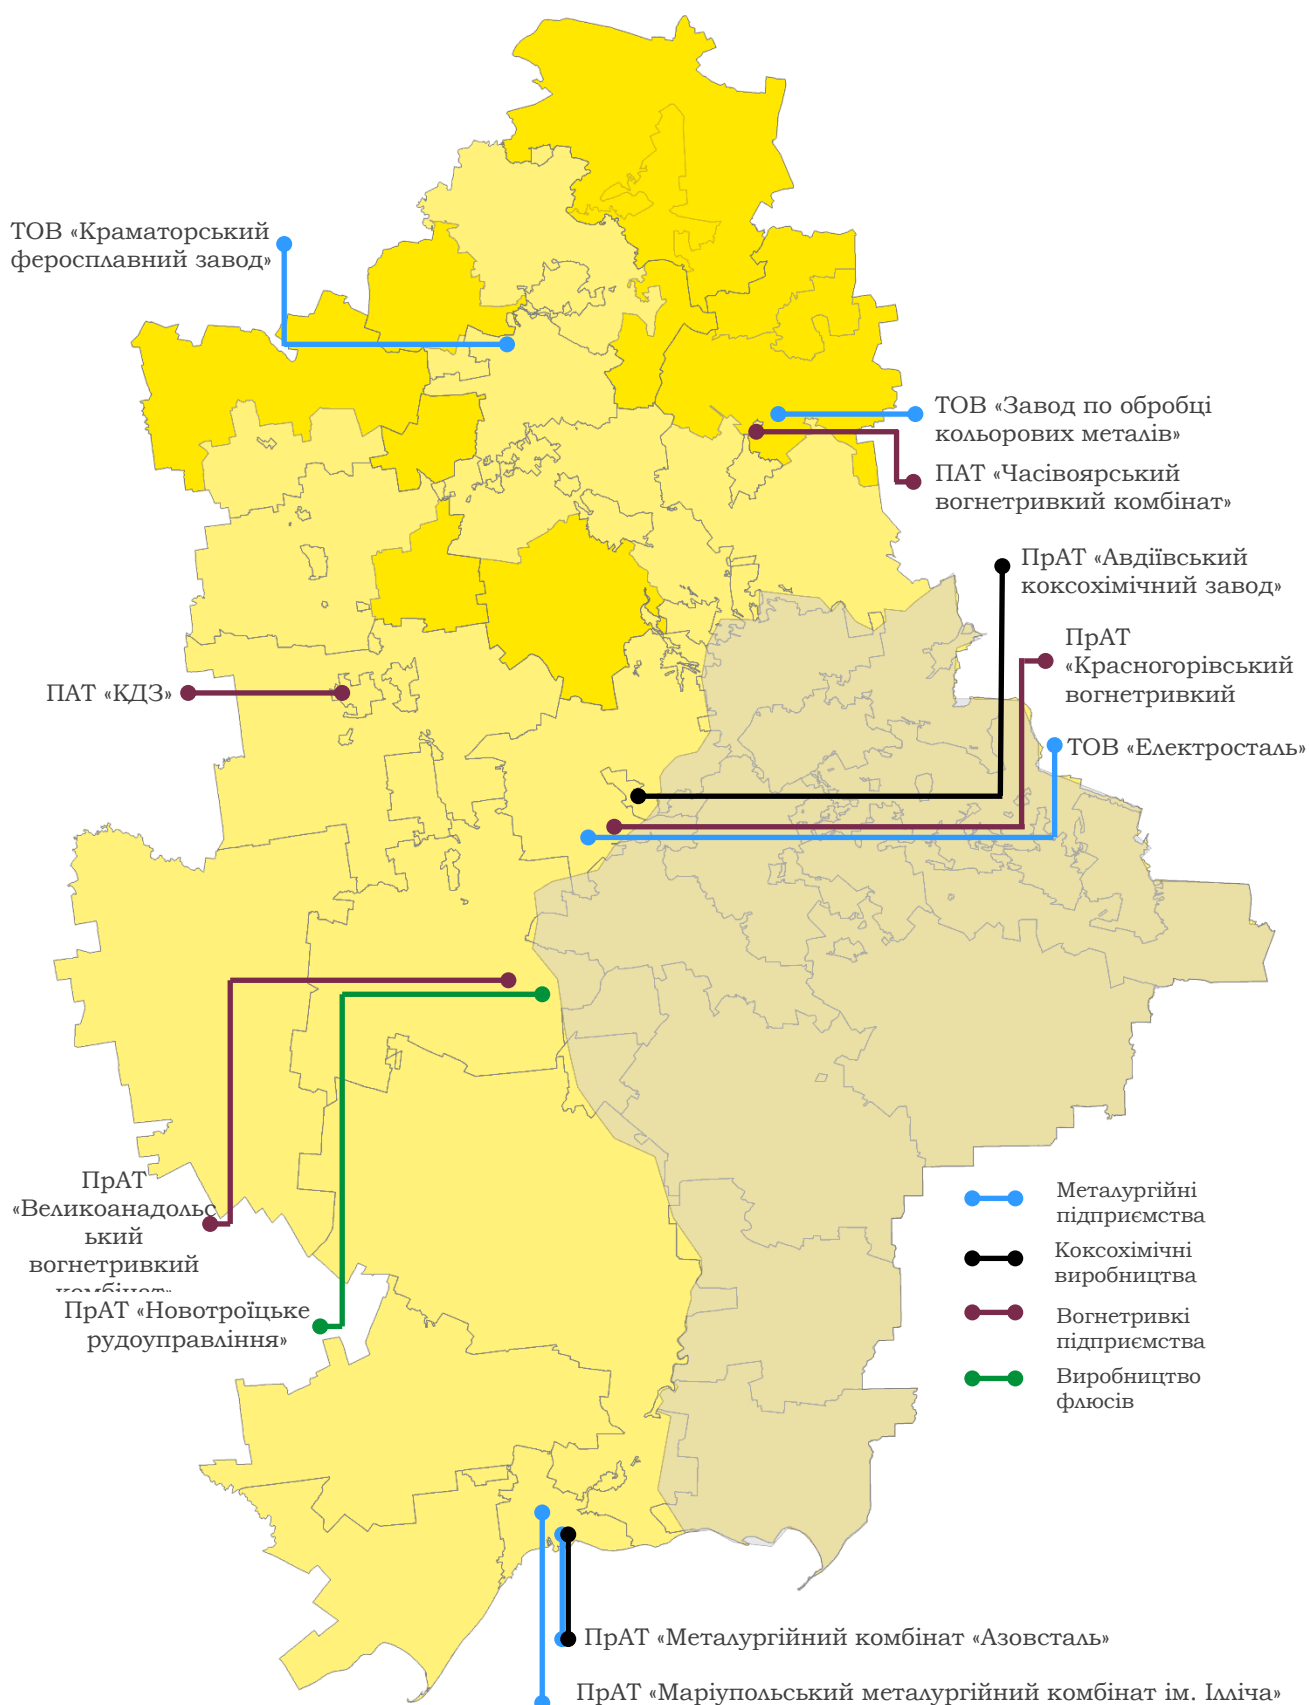 ТОВ «Краматорський
феросплавний завод»
ТОВ «Завод по обробці
кольорових металів»
ПАТ «Часівоярський
вогнетривкий комбінат»
ПрАТ «Авдіївський
коксохімічний завод»
ПрАТ
«Красногорівський
вогнетривкий
ПАТ «КДЗ»
ТОВ «Електросталь»
ПрАТ
«Великоанадольс
ький
вогнетривкий
комбінат»
ПрАТ «Новотроїцьке
рудоуправління»
Металургійні
підприємства
Коксохімічні
виробництва
Вогнетривкі
підприємства
Виробництво
флюсів
ПрАТ «Металургійний комбінат «Азовсталь»
ПрАТ «Маріупольський металургійний комбінат ім. Ілліча»